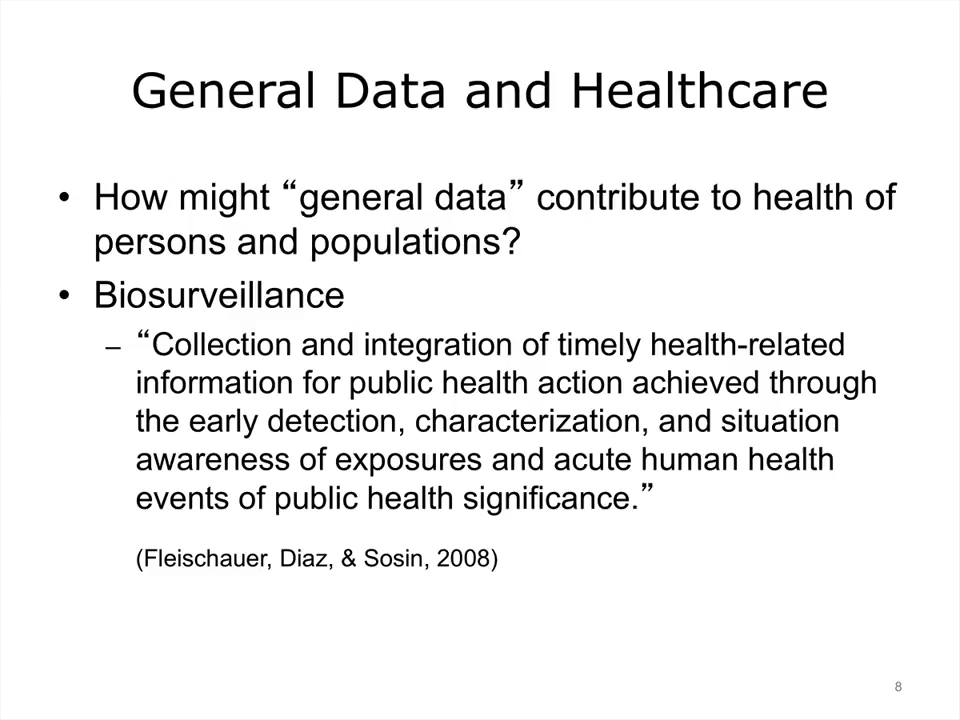 General Data and Healthcare
• How might “general data” contribute to health of
persons and populations?
• Biosurveillance
– “Collection and integration of timely health-related
information for public health action achieved through
the early detection, characterization, and situation
awareness of exposures and acute human health
events of public health significance.”
(Fleischauer, Diaz, & Sosin, 2008)
8